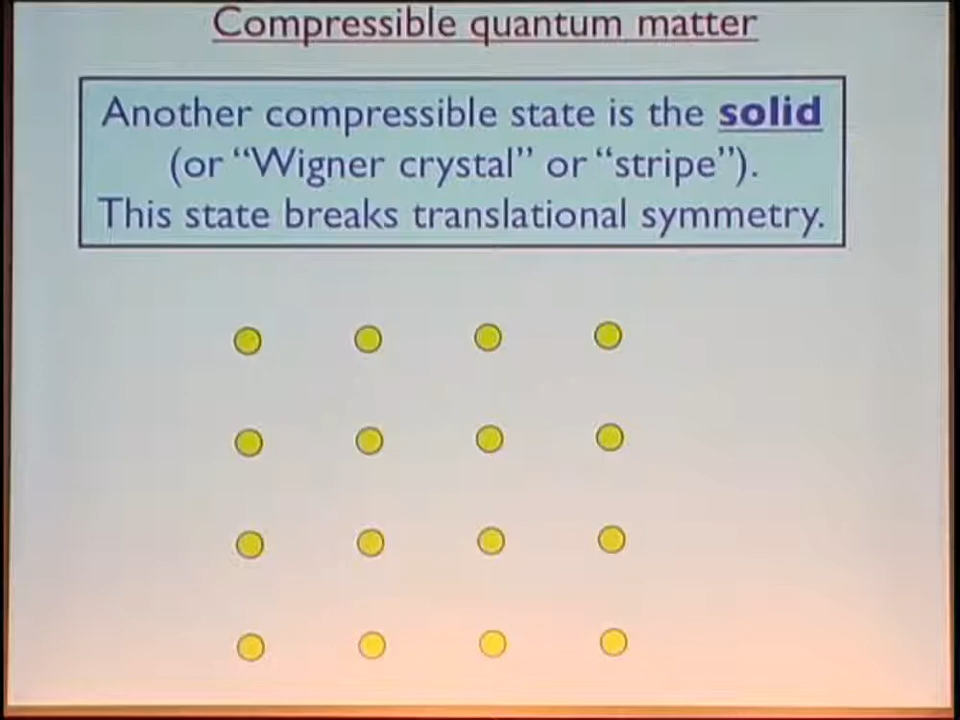 Compressible quantum matter
Another compressible state is the solid
(or “Wigner crystal” or “stripe”).
This state breaks translational symmetry.